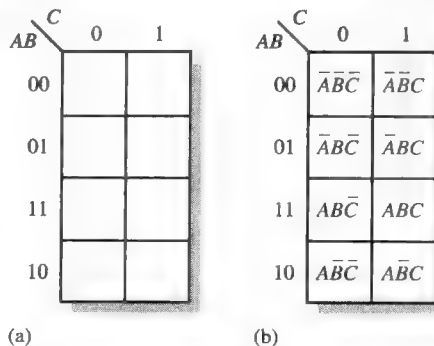 C C
AB 0 1 AB 0 1
00 00 A̅B̅C̅ A̅B̅C
01 01 A̅BC̅ A̅BC
11 11 ABC̅ ABC
10 10 AB̅C̅ AB̅C
(a) (b)